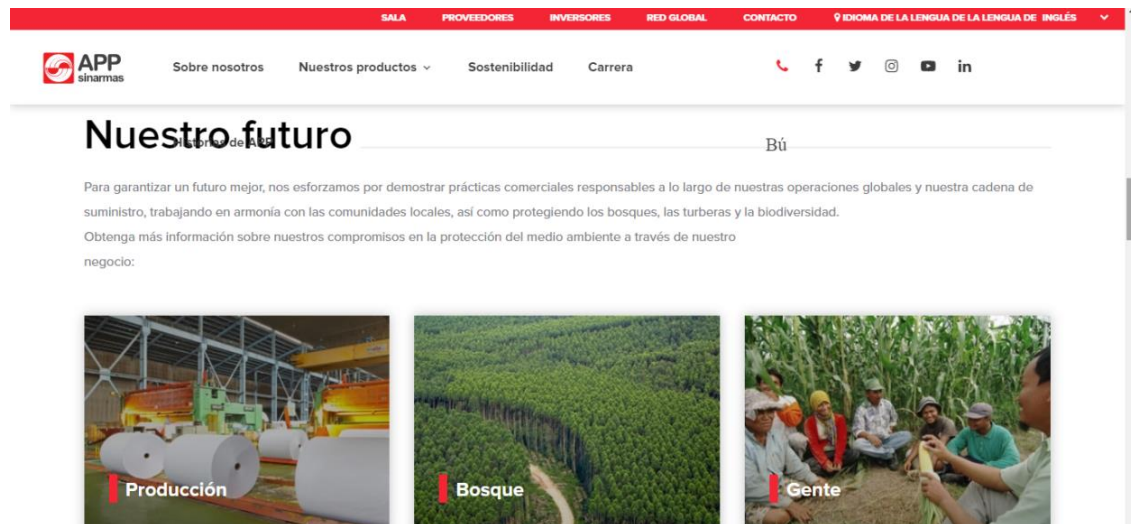 SALA PROVEEDORES INVERSORES RED GLOBAL CONTACTO IDIOMA DE LA LENGUA DE LA LENGUA DE INGLÉS
APP
sinarmas
Sobre nosotros Nuestros productos Sostenibilidad Carrera
Nuestro futuro
Historias de APP
Bú
Para garantizar un futuro mejor, nos esforzamos por demostrar prácticas comerciales responsables a lo largo de nuestras operaciones globales y nuestra cadena de
suministro, trabajando en armonía con las comunidades locales, así como protegiendo los bosques, las turberas y la biodiversidad.
Obtenga más información sobre nuestros compromisos en la protección del medio ambiente a través de nuestro
negocio:
Producción Bosque Gente